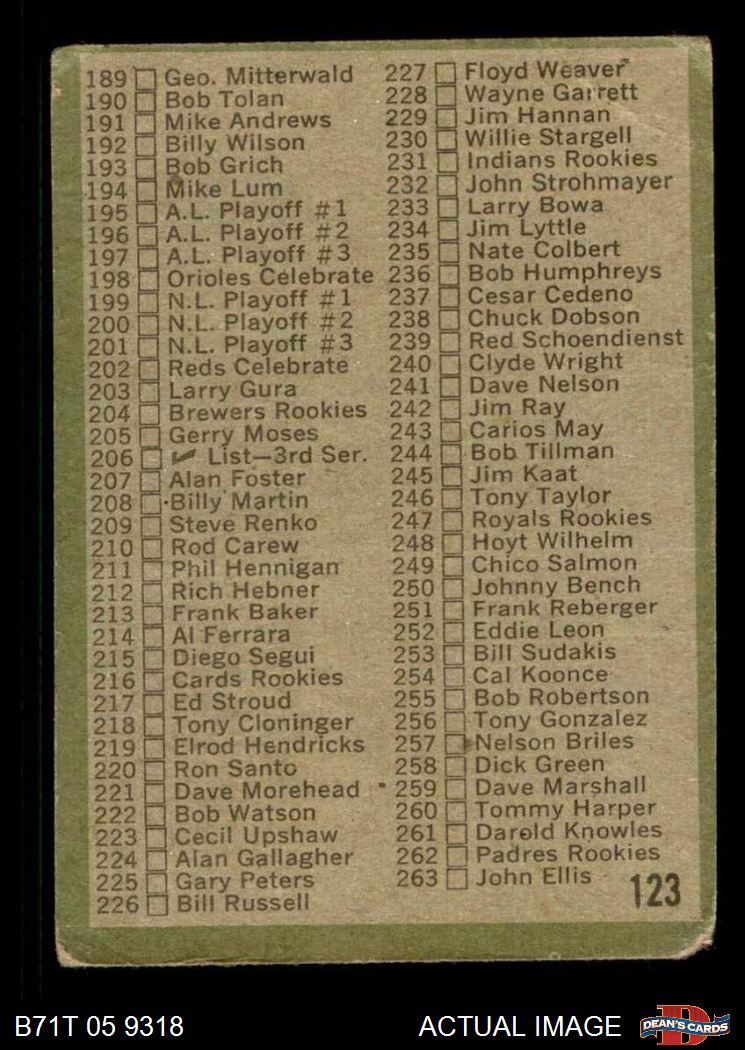 189 Geo. Mitterwald
190 Bob Tolan
191 Mike Andrews
192 Billy Wilson
193 Bob Grich
194 Mike Lum
195 A.L. Playoff #1
196 A.L. Playoff #2
197 A.L. Playoff #3
198 Orioles Celebrate
199 N.L. Playoff #1
200 N.L. Playoff #2
201 N.L. Playoff #3
202 Reds Celebrate
203 Larry Gura
204 Brewers Rookies
205 Gerry Moses
206 ✓ List—3rd Ser.
207 Alan Foster
208 Billy Martin
209 Steve Renko
210 Rod Carew
211 Phil Hennigan
212 Rich Hebner
213 Frank Baker
214 Al Ferrara
215 Diego Segui
216 Cards Rookies
217 Ed Stroud
218 Tony Cloninger
219 Elrod Hendricks
220 Ron Santo
221 Dave Morehead
222 Bob Watson
223 Cecil Upshaw
224 Alan Gallagher
225 Gary Peters
226 Bill Russell
227 Floyd Weaver
228 Wayne Garrett
229 Jim Hannan
230 Willie Stargell
231 Indians Rookies
232 John Strohmayer
233 Larry Bowa
234 Jim Lyttle
235 Nate Colbert
236 Bob Humphreys
237 Cesar Cedeno
238 Chuck Dobson
239 Red Schoendienst
240 Clyde Wright
241 Dave Nelson
242 Jim Ray
243 Carios May
244 Bob Tillman
245 Jim Kaat
246 Tony Taylor
247 Royals Rookies
248 Hoyt Wilhelm
249 Chico Salmon
250 Johnny Bench
251 Frank Reberger
252 Eddie Leon
253 Bill Sudakis
254 Cal Koonce
255 Bob Robertson
256 Tony Gonzalez
257 Nelson Briles
258 Dick Green
259 Dave Marshall
260 Tommy Harper
261 Darold Knowles
262 Padres Rookies
263 John Ellis
123
B71T 05 9318
ACTUAL IMAGE
DEAN'S CARDS